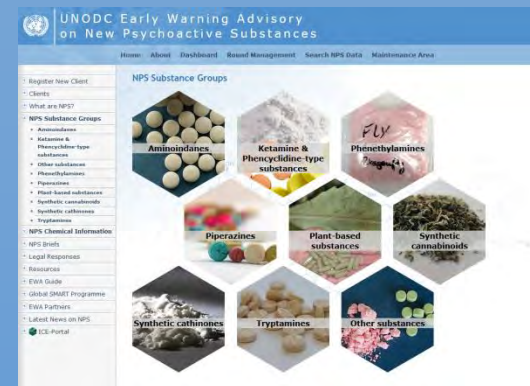 UNODC Early Warning Advisory
on New Psychoactive Substances
Home About Dashboard Round Management Search NPS Data Maintenance Area
Register New Client
Clients
What are NPS?
NPS Substance Groups
Aminoindanes
Ketamine &
Phencyclidine-type
substances
Other substances
Phenethylamines
Piperazines
Plant-based substances
Synthetic cannabinoids
Synthetic cathinones
Tryptamines
NPS Chemical Information
NPS Briefs
Legal Responses
Resources
EWA Guide
Global SMART Programme
EWA Partners
Latest News on NPS
ICE-Portal
NPS Substance Groups
Aminoindanes
Ketamine &
Phencyclidine-type
substances
FLY
Phenethylamines
Piperazines
Plant-based
substances
Synthetic
cannabinoids
Synthetic cathinones
Tryptamines
Other substances